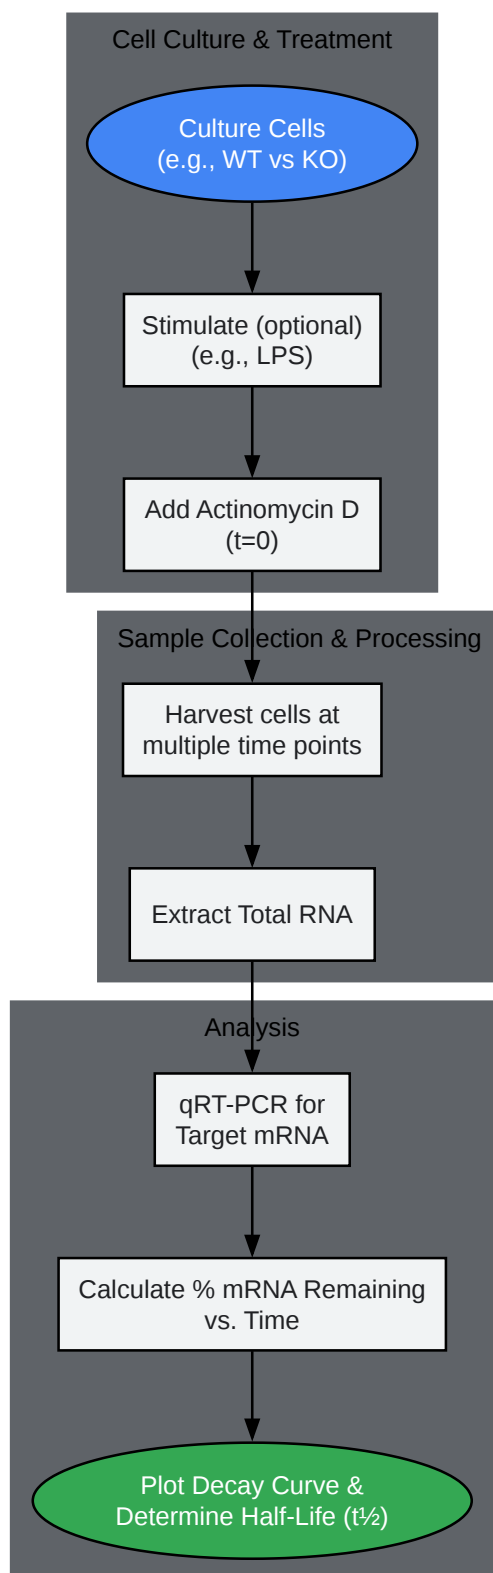 Cell Culture & Treatment
Culture Cells
(e.g., WT vs KO)
Stimulate (optional)
(e.g., LPS)
Add Actinomycin D
(t=0)
Sample Collection & Processing
Harvest cells at
multiple time points
Extract Total RNA
Analysis
qRT-PCR for
Target mRNA
Calculate % mRNA Remaining
vs. Time
Plot Decay Curve &
Determine Half-Life (t½)